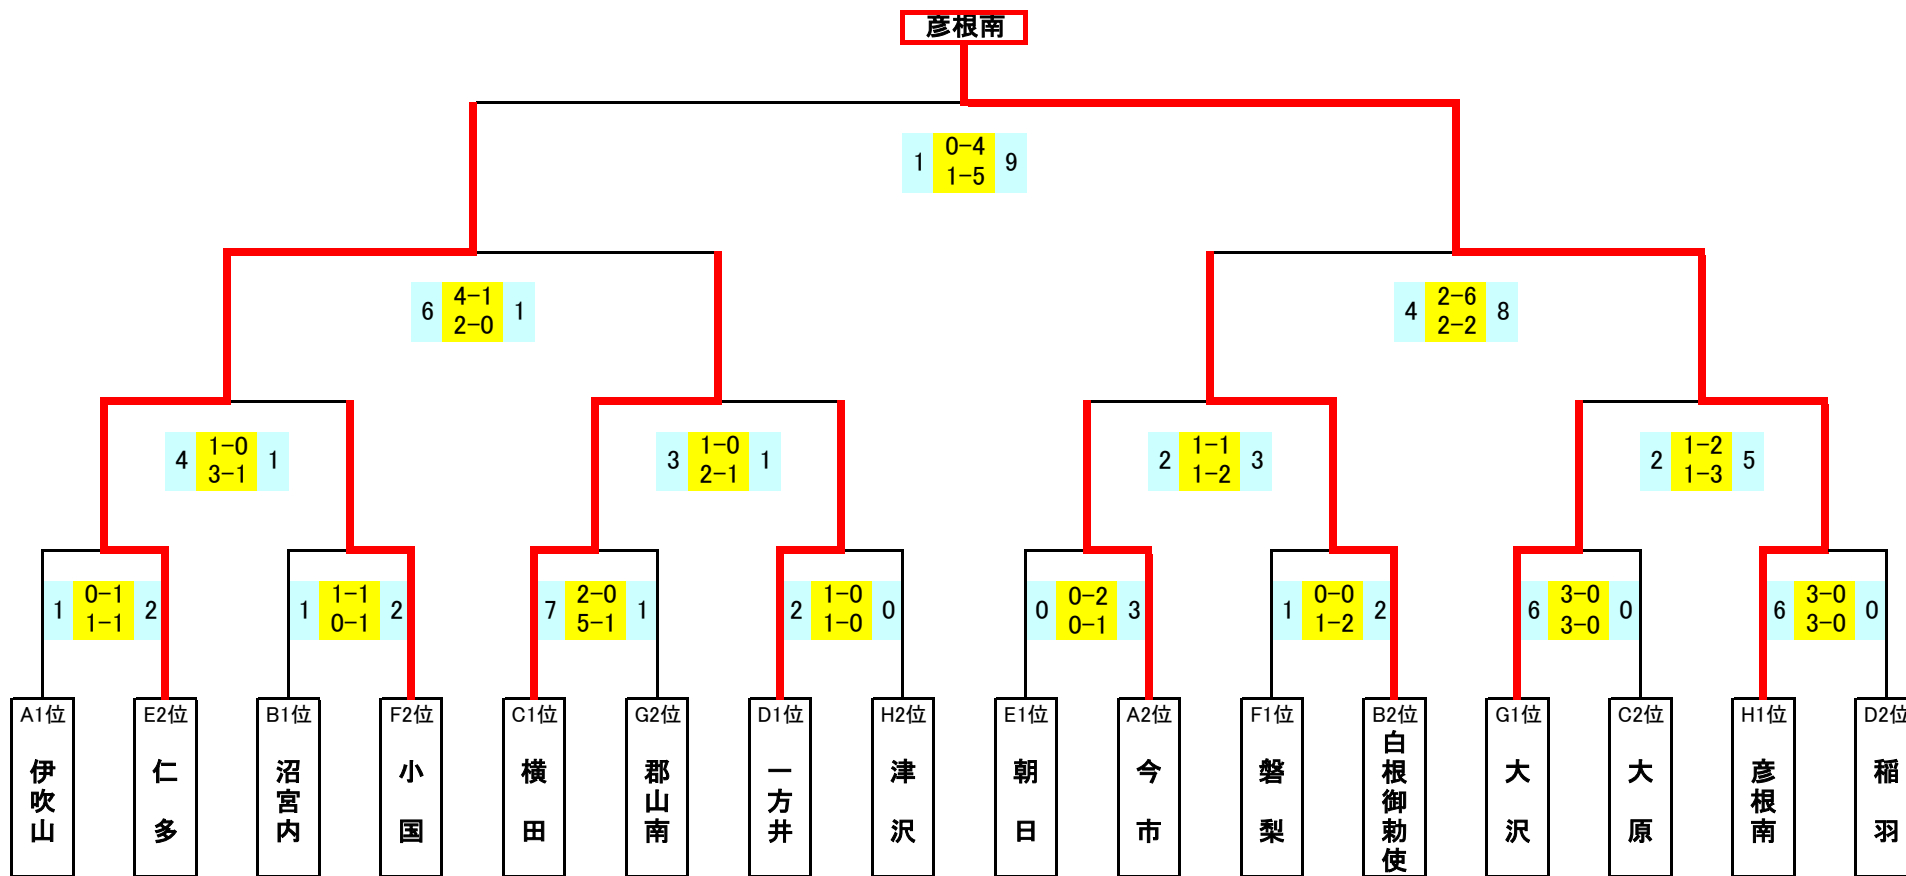 彦根南
1 0-4 9
1-5
6 4-1 1
2-0
4 2-6 8
2-2
4 1-0 1
3-1
3 1-0 1
2-1
2 1-1 3
1-2
2 1-2 5
1-3
1 0-1 2
1-1
1 1-1 2
0-1
7 2-0 1
5-1
2 1-0 0
1-0
0 0-2 3
0-1
1 0-0 2
1-2
6 3-0 0
3-0
6 3-0 0
3-0
A1位
伊吹山
E2位
仁多
B1位
沼宮内
F2位
小国
C1位
横田
G2位
郡山南
D1位
一方井
H2位
津沢
E1位
朝日
A2位
今市
F1位
磐梨
B2位
白根御勅使
G1位
大沢
C2位
大原
H1位
彦根南
D2位
稲羽